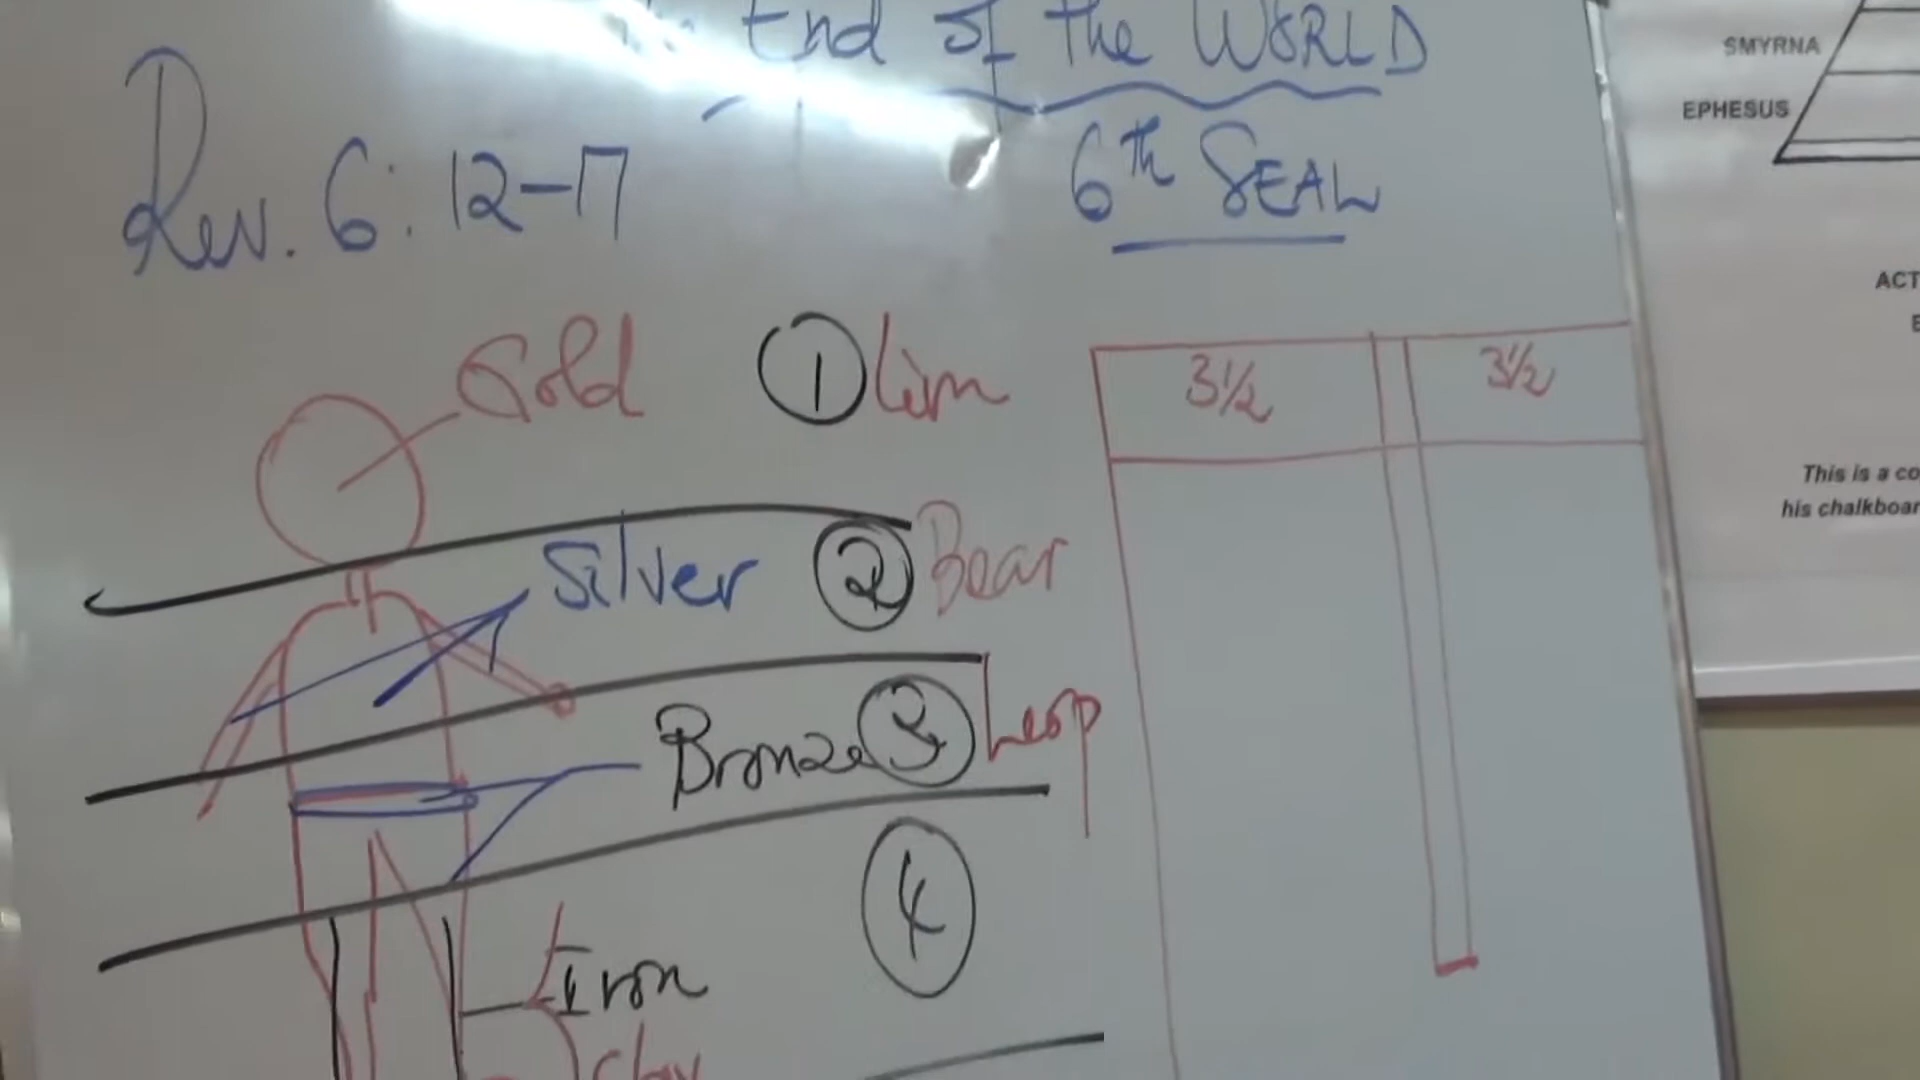 End of the WORLD
Rev. 6: 12-17
6th SEAL
Gold 1 Lion
3½ 3½
Silver 2 Bear
Bronze 3 Leop
4
Iron
Clay
SMYRNA
EPHESUS
ACT
This is a co
his chalkboar